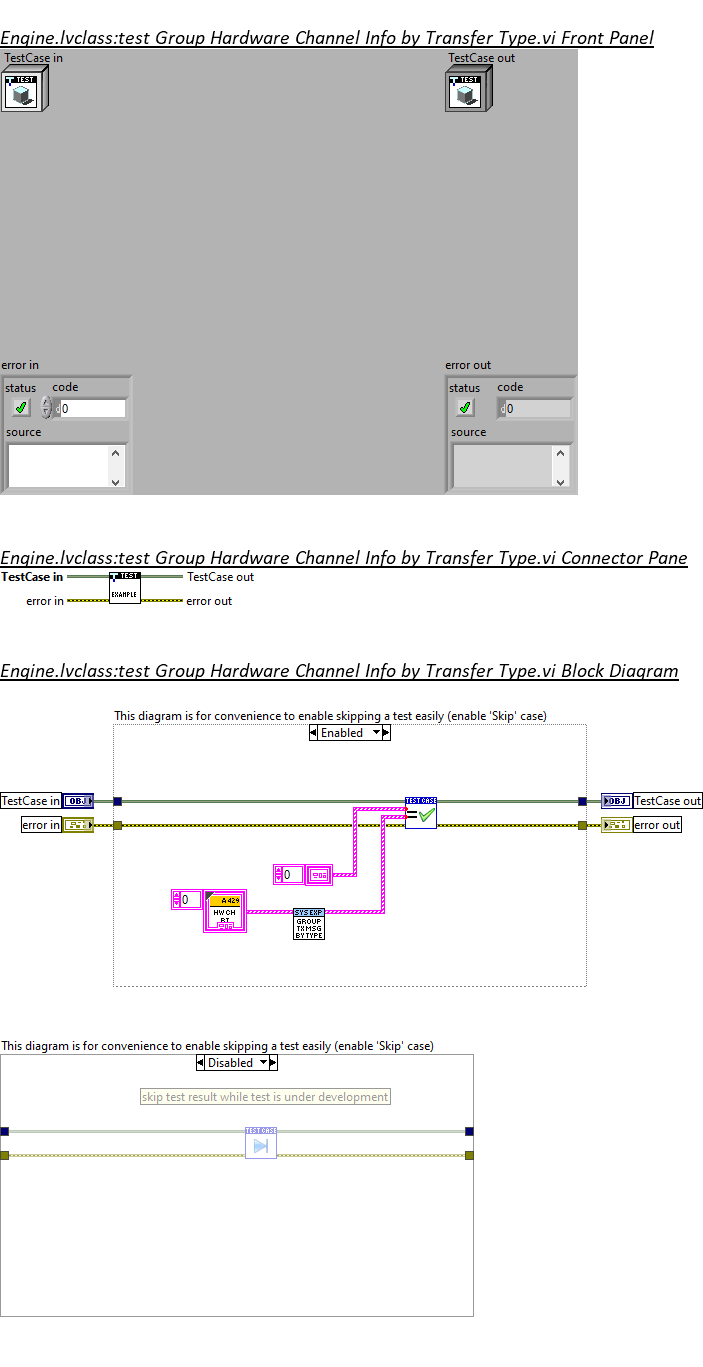 Engine.lvclass:test Group Hardware Channel Info by Transfer Type.vi Front Panel
TestCase in
TestCase out
TEST
TEST
error in
error out
status
code
status
code
d
0
d
0
source
source
Engine.lvclass:test Group Hardware Channel Info by Transfer Type.vi Connector Pane
TestCase in
TEST
TestCase out
error in
EXAMPLE
error out
Engine.lvclass:test Group Hardware Channel Info by Transfer Type.vi Block Diagram
This diagram is for convenience to enable skipping a test easily (enable 'Skip' case)
Enabled
TestCase in
OBJ
TEST CASE
OBJ
TestCase out
error in
=
error out
0
0
A429
HW CH
RT
SYS EXP
GROUP
TX MSG
BY TYPE
This diagram is for convenience to enable skipping a test easily (enable 'Skip' case)
Disabled
skip test result while test is under development
TEST CASE